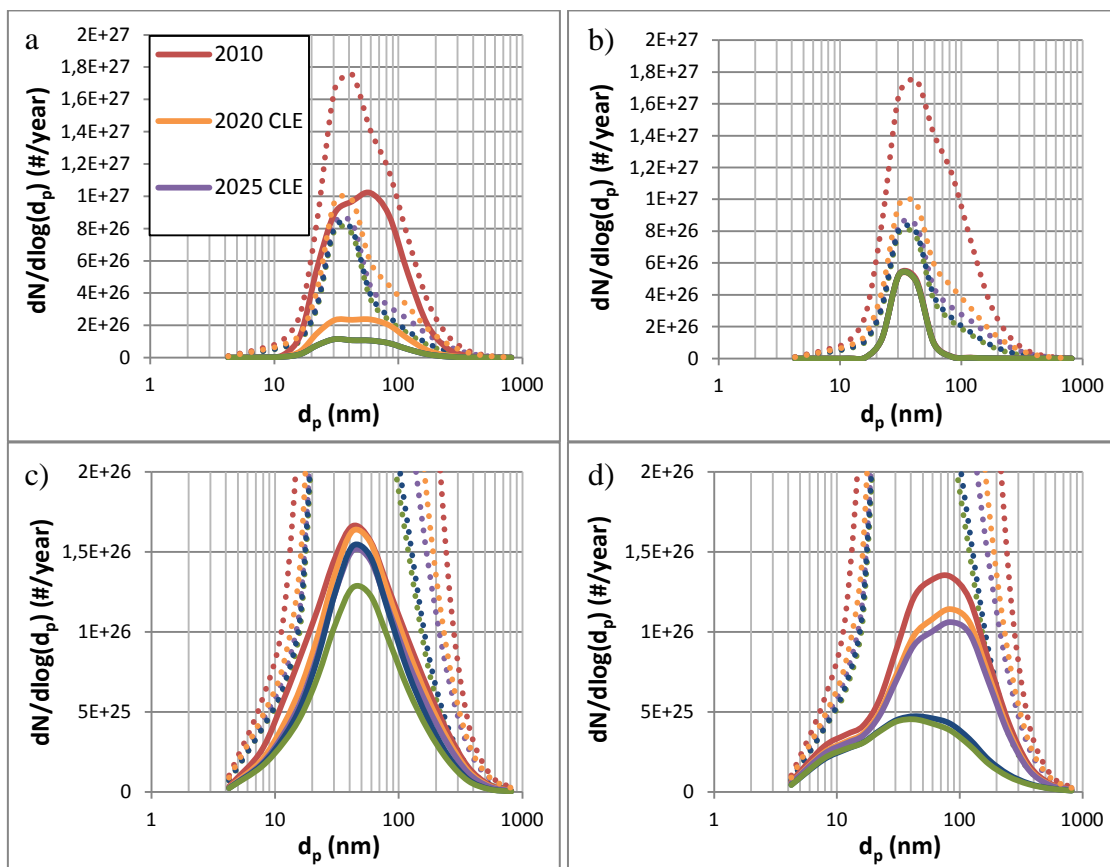 a
2010
2020 CLE
2025 CLE
dN/dlog(dp) (#/year)
2E+27
2E+27
1,8E+27
1,6E+27
1,4E+27
1,2E+27
1E+27
8E+26
6E+26
4E+26
2E+26
0
1 10 100 1000
dp (nm)
b)
dN/dlog(dp) (#/year)
2E+27
2E+27
1,8E+27
1,6E+27
1,4E+27
1,2E+27
1E+27
8E+26
6E+26
4E+26
2E+26
0
1 10 100 1000
dp (nm)
c)
dN/dlog(dp) (#/year)
2E+26
1,5E+26
1E+26
5E+25
0
1 10 100 1000
dp (nm)
d)
dN/dlog(dp) (#/year)
2E+26
1,5E+26
1E+26
5E+25
0
1 10 100 1000
dp (nm)